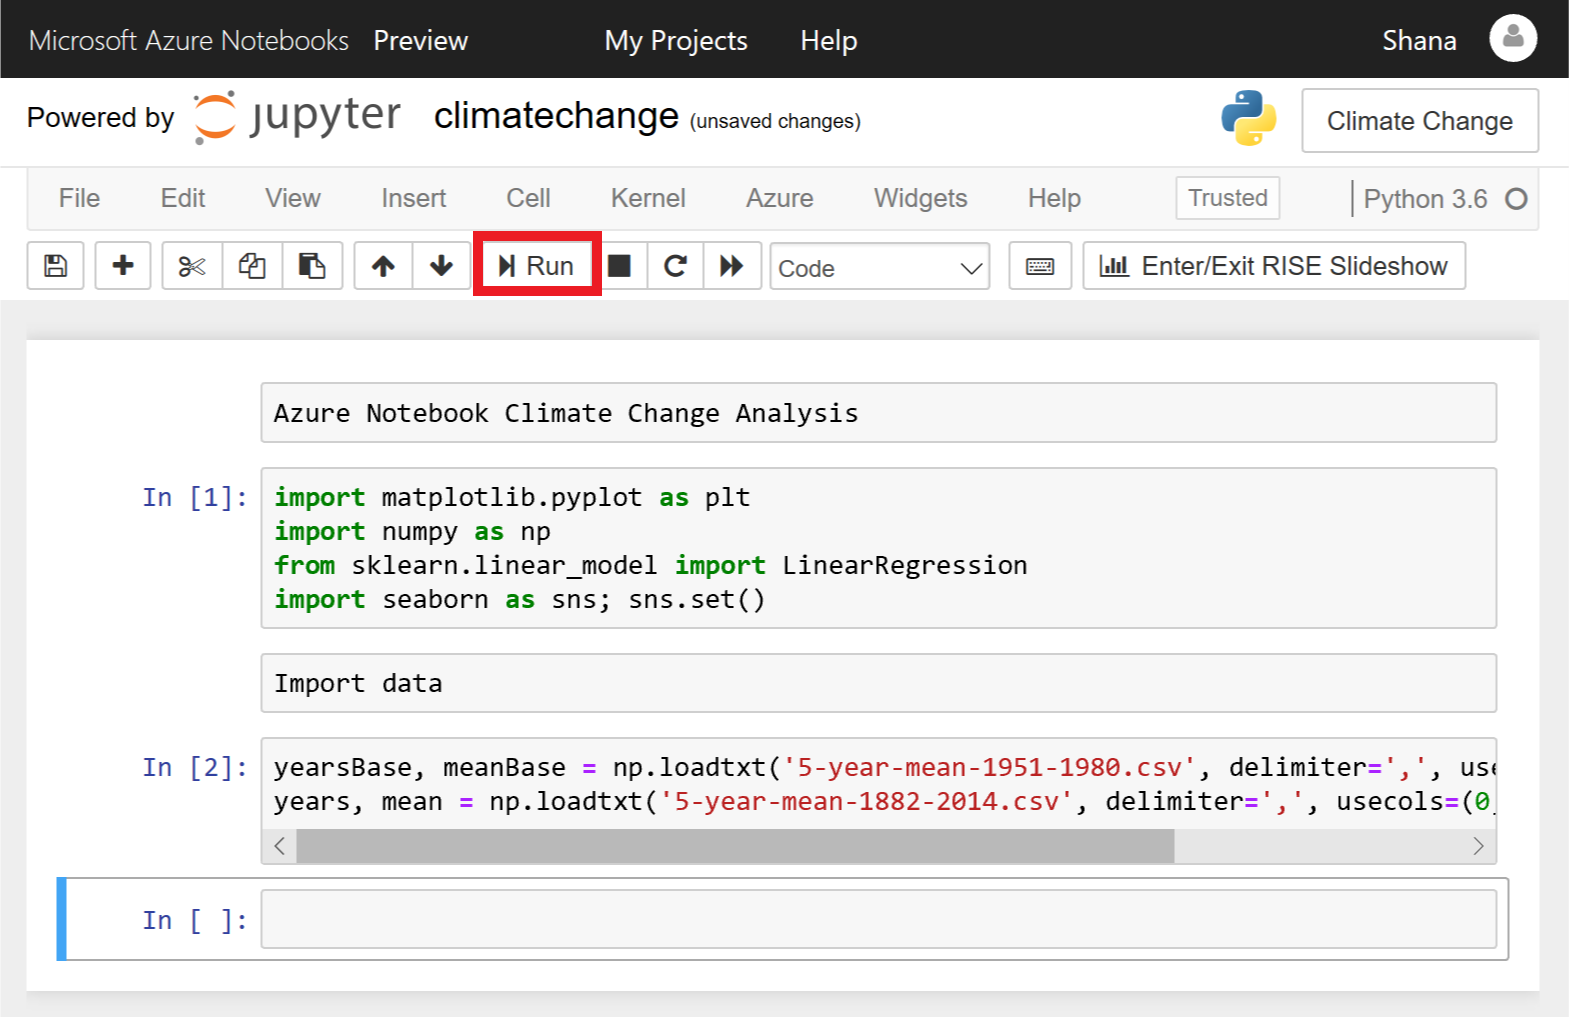 Microsoft Azure Notebooks Preview My Projects Help Shana
Powered by jupyter climatechange (unsaved changes) Climate Change
File Edit View Insert Cell Kernel Azure Widgets Help Trusted Python 3.6
Run Code Enter/Exit RISE Slideshow
Azure Notebook Climate Change Analysis
In [1]: import matplotlib.pyplot as plt
import numpy as np
from sklearn.linear_model import LinearRegression
import seaborn as sns; sns.set()
Import data
In [2]: yearsBase, meanBase = np.loadtxt('5-year-mean-1951-1980.csv', delimiter=',', use
years, mean = np.loadtxt('5-year-mean-1882-2014.csv', delimiter=',', usecols=(0,
In [ ]: